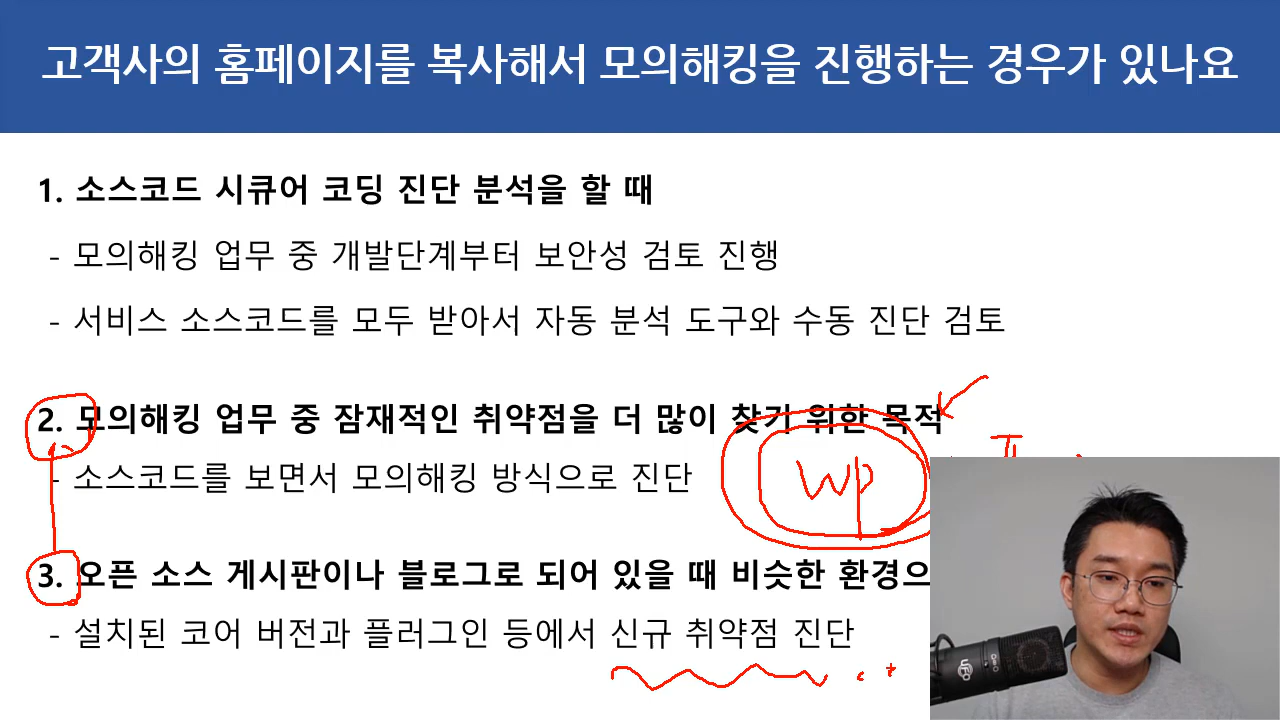 고객사의 홈페이지를 복사해서 모의해킹을 진행하는 경우가 있나요
1. 소스코드 시큐어 코딩 진단 분석을 할 때
- 모의해킹 업무 중 개발단계부터 보안성 검토 진행
- 서비스 소스코드를 모두 받아서 자동 분석 도구와 수동 진단 검토
2. 모의해킹 업무 중 잠재적인 취약점을 더 많이 찾기 위한 목적
- 소스코드를 보면서 모의해킹 방식으로 진단
wp
3. 오픈 소스 게시판이나 블로그로 되어 있을 때 비슷한 환경으
- 설치된 코어 버전과 플러그인 등에서 신규 취약점 진단
UFO